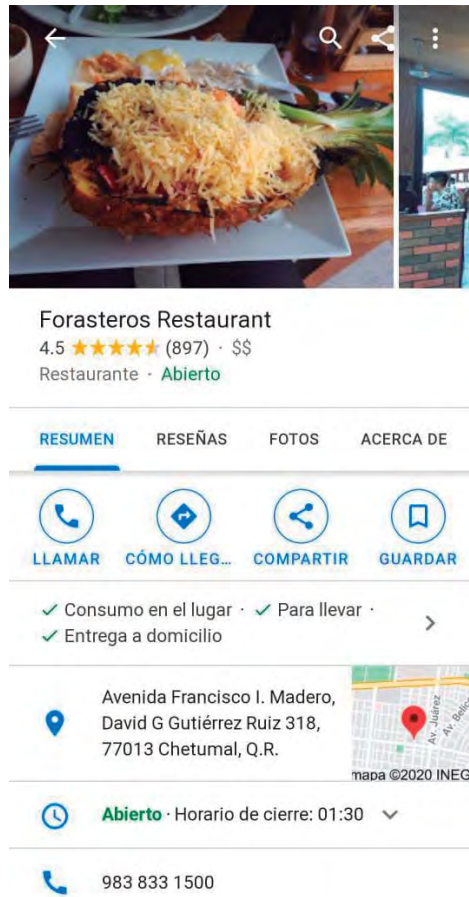 Forasteros Restaurant
4.5 ★★★★★ (897) · $$
Restaurante · Abierto
RESUMEN RESEÑAS FOTOS ACERCA DE
LLAMAR CÓMO LLEG... COMPARTIR GUARDAR
✓ Consumo en el lugar · ✓ Para llevar ·
✓ Entrega a domicilio
Avenida Francisco I. Madero,
David G Gutiérrez Ruiz 318,
77013 Chetumal, Q.R.
Av. Juárez
Av. Belice
mapa ©2020 INEG
Abierto · Horario de cierre: 01:30
983 833 1500